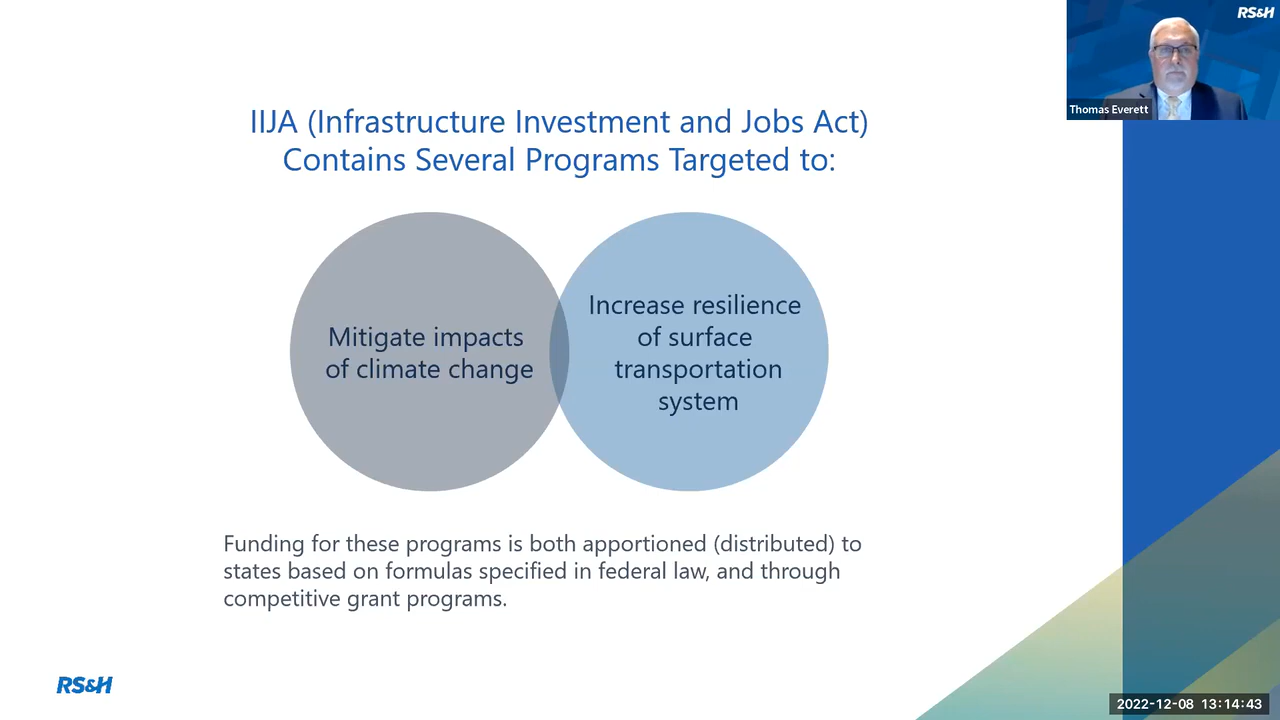 RS&H
Thomas Everett
IIJA (Infrastructure Investment and Jobs Act)
Contains Several Programs Targeted to:
Mitigate impacts
of climate change
Increase resilience
of surface
transportation
system
Funding for these programs is both apportioned (distributed) to
states based on formulas specified in federal law, and through
competitive grant programs.
RS&H
2022-12-08 13:14:43